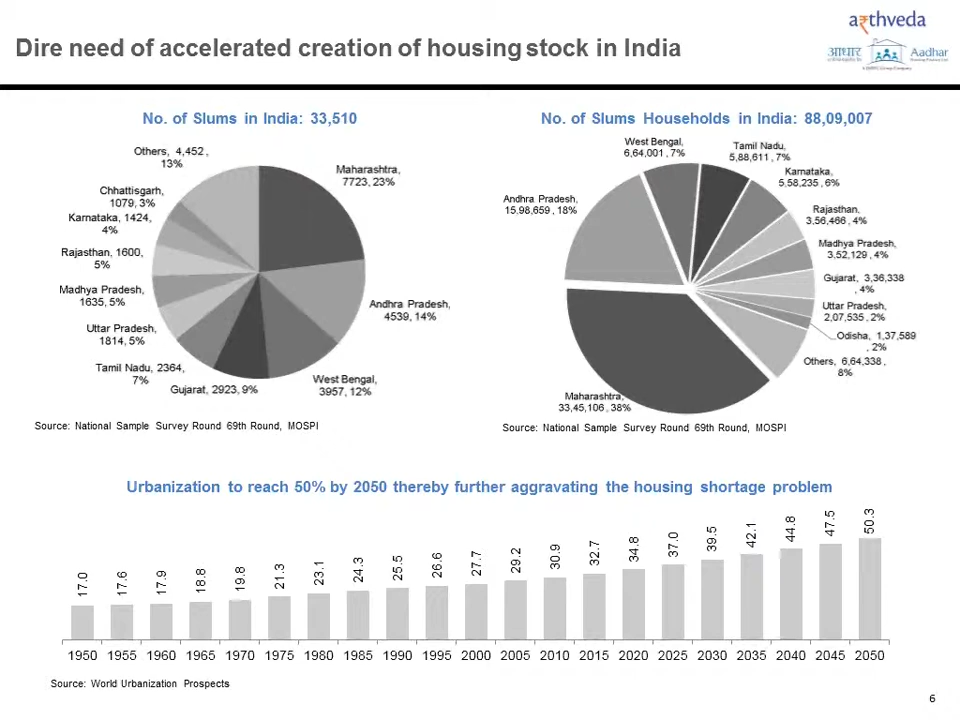 Dire need of accelerated creation of housing stock in India
arthveda
आधार
Aadhar
No. of Slums in India: 33,510
Others, 4,452 ,
13%
Maharashtra,
7723, 23%
Chhattisgarh,
1079, 3%
Karnataka, 1424,
4%
Rajasthan, 1600,
5%
Madhya Pradesh,
1635, 5%
Uttar Pradesh,
1814, 5%
Tamil Nadu, 2364,
7%
Gujarat, 2923, 9%
West Bengal,
3957, 12%
Andhra Pradesh,
4539, 14%
Source: National Sample Survey Round 69th Round, MOSPI
No. of Slums Households in India: 88,09,007
West Bengal,
6,64,001 , 7%
Tamil Nadu,
5,88,611 , 7%
Karnataka,
5,58,235 , 6%
Andhra Pradesh,
15,98,659 , 18%
Rajasthan,
3,56,466 , 4%
Madhya Pradesh,
3,52,129 , 4%
Gujarat, 3,36,338
, 4%
Uttar Pradesh,
2,07,535 , 2%
Odisha, 1,37,589
, 2%
Others, 6,64,338 ,
8%
Maharashtra,
33,45,106 , 38%
Source: National Sample Survey Round 69th Round, MOSPI
Urbanization to reach 50% by 2050 thereby further aggravating the housing shortage problem
17.0 17.6 17.9 18.8 19.8 21.3 23.1 24.3 25.5 26.6 27.7 29.2 30.9 32.7 34.8 37.0 39.5 42.1 44.8 47.5 50.3
1950 1955 1960 1965 1970 1975 1980 1985 1990 1995 2000 2005 2010 2015 2020 2025 2030 2035 2040 2045 2050
Source: World Urbanization Prospects
6